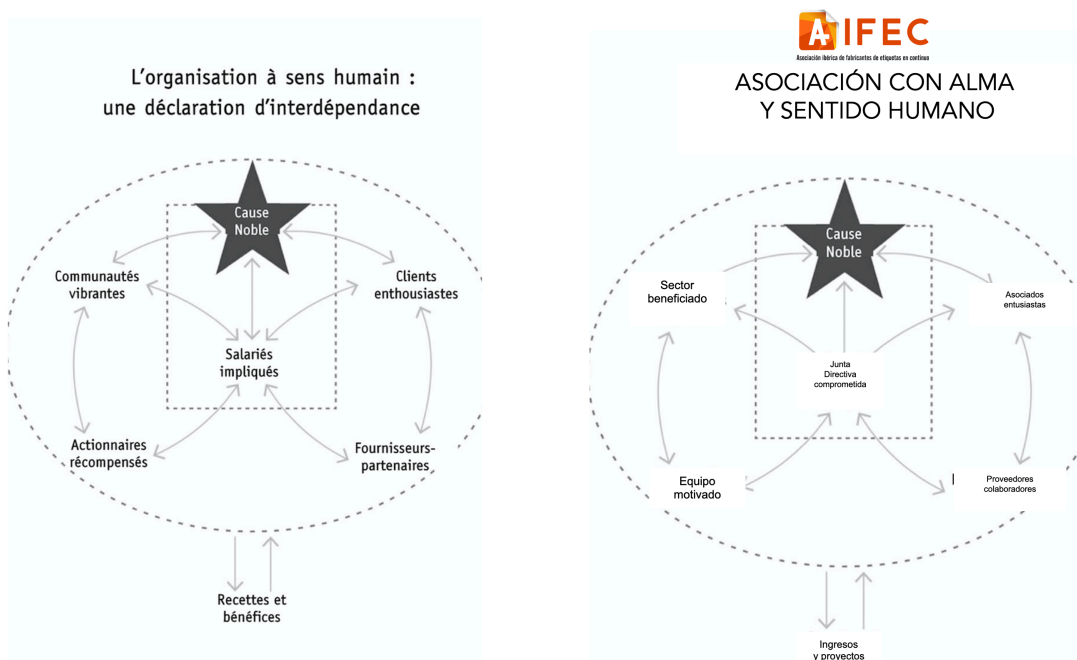 L'organisation à sens humain :
une déclaration d'interdépendance
Cause
Noble
Communautés
vibrantes
Clients
enthousiastes
Salariés
impliqués
Actionnaires
récompensés
Fournisseurs-
partenaires
Recettes et
bénéfices
AIFEC
Asociación ibérica de fabricantes de etiquetas en continuo
ASOCIACIÓN CON ALMA
Y SENTIDO HUMANO
Cause
Noble
Sector
beneficiado
Asociados
entusiastas
Junta
Directiva
comprometida
Equipo
motivado
Proveedores
colaboradores
Ingresos
y proyectos